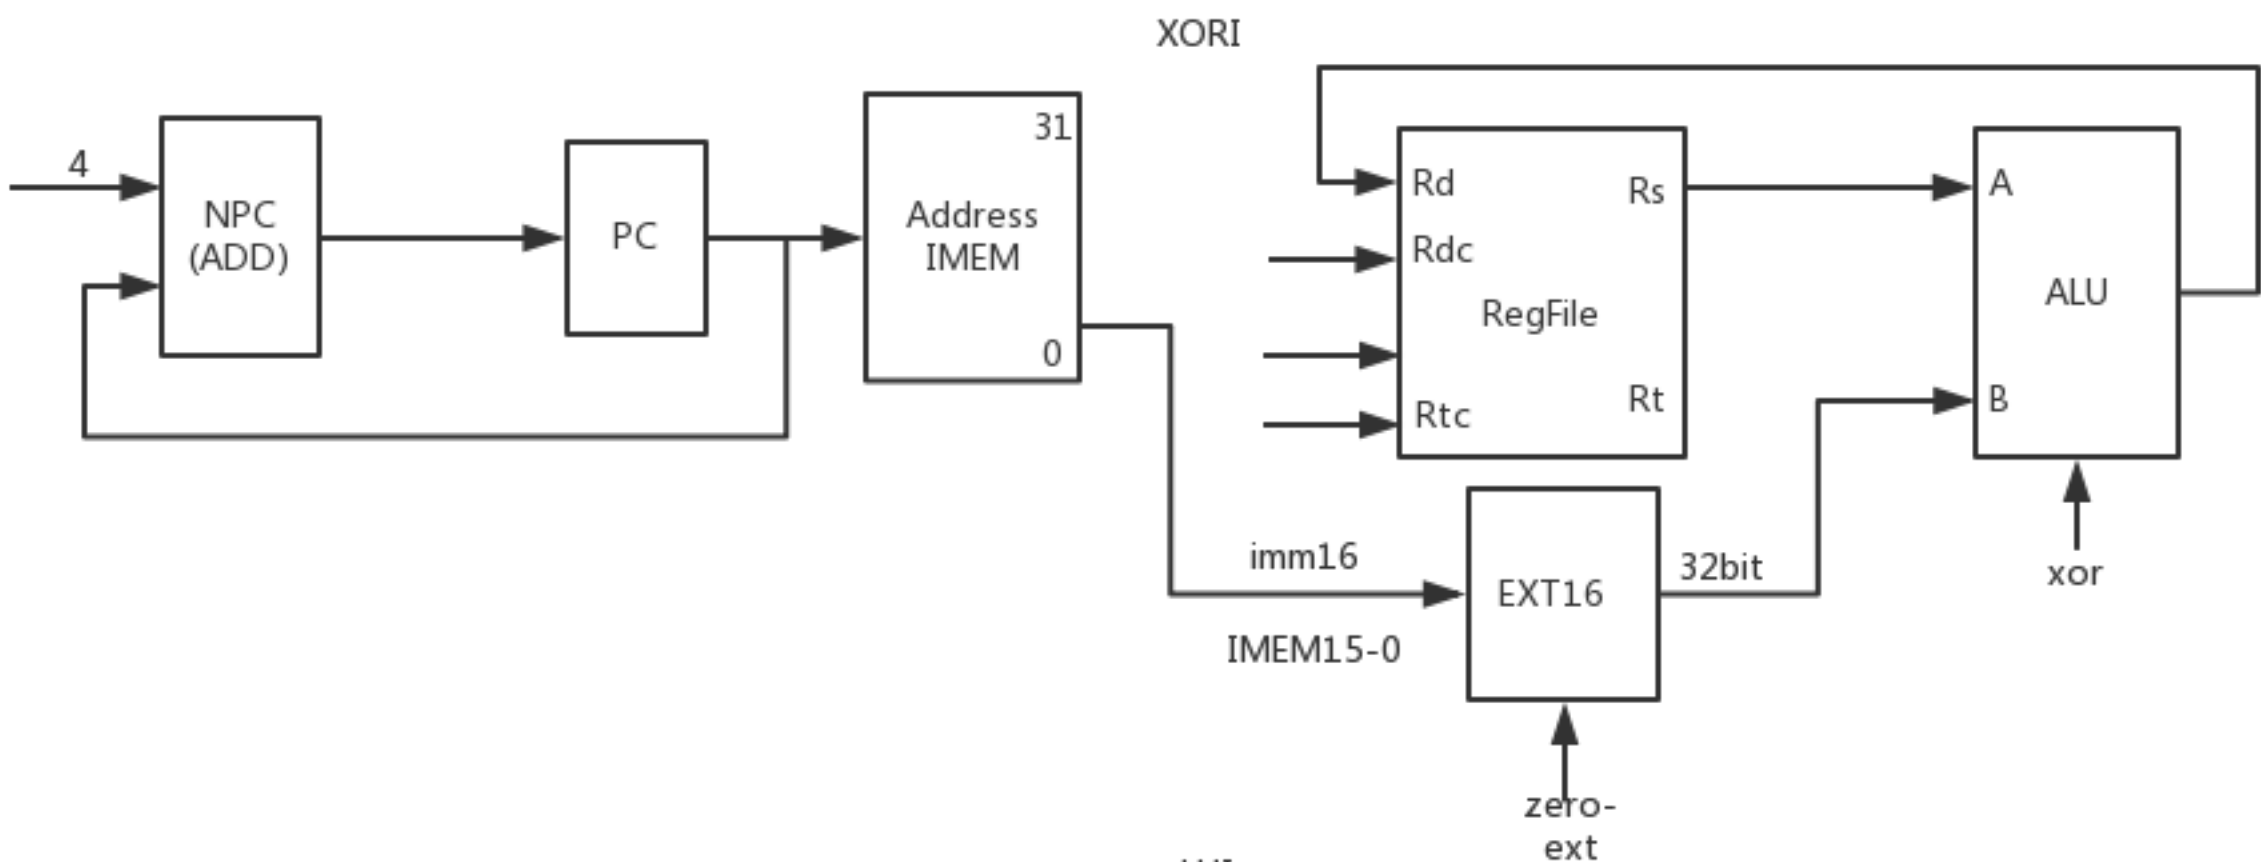 XORI
4
NPC
(ADD)
PC
31
Address
IMEM
0
Rd
Rs
Rdc
RegFile
Rtc
Rt
A
ALU
B
xor
imm16
IMEM15-0
EXT16
32bit
zero-
ext